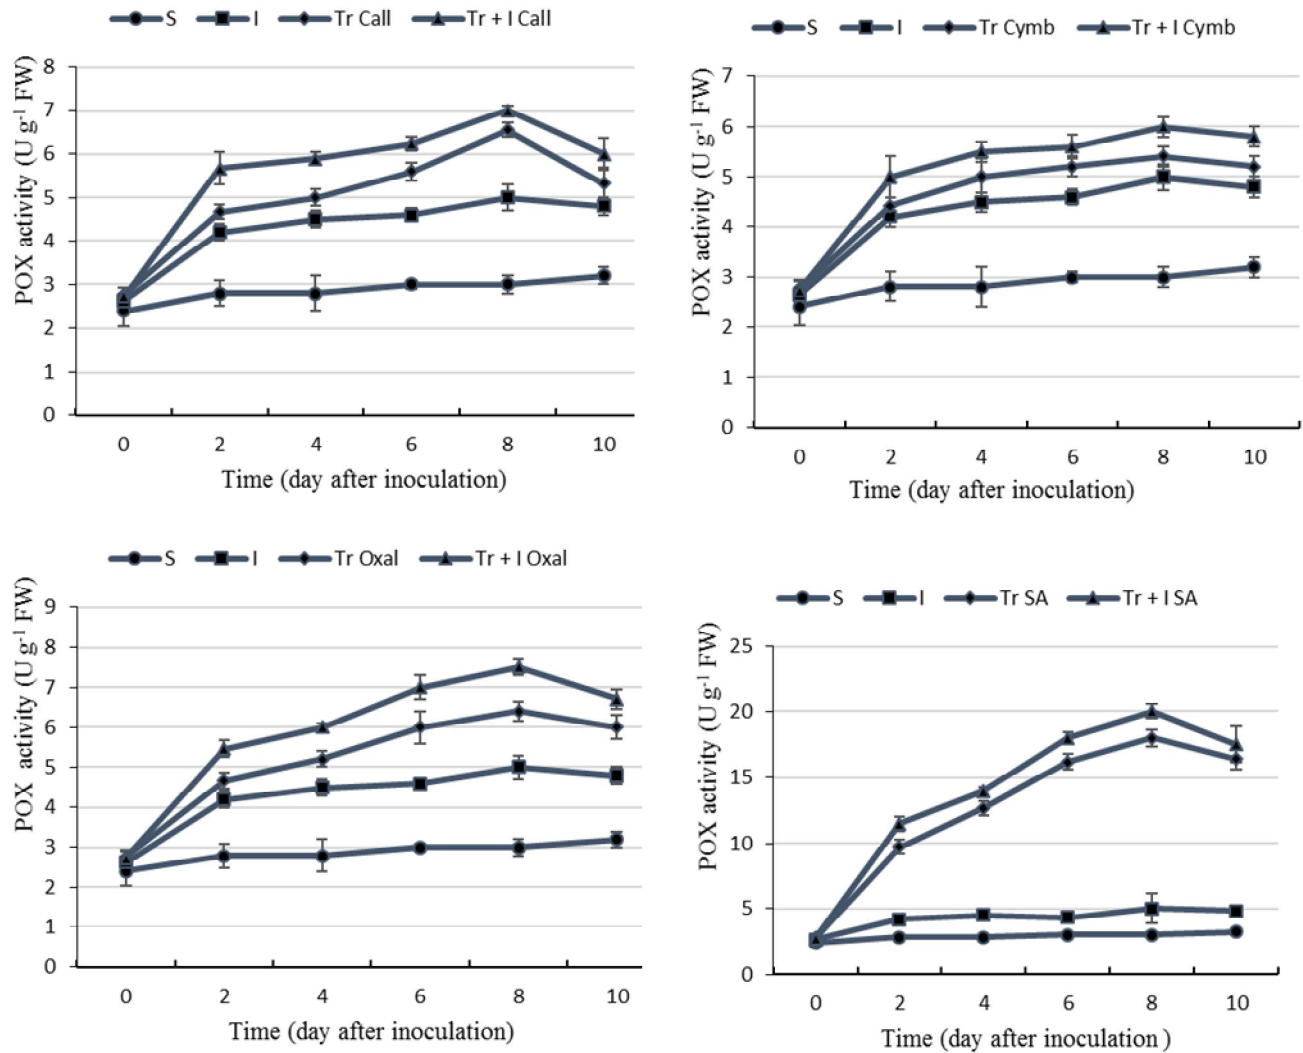 S I Tr Call Tr + I Call
POX activity (U g-1 FW)
8
7
6
5
4
3
2
1
0
0 2 4 6 8 10
Time (day after inoculation)
S I Tr Cymb Tr + I Cymb
POX activity (U g-1 FW)
7
6
5
4
3
2
1
0
0 2 4 6 8 10
Time (day after inoculation)
S I Tr Oxal Tr + I Oxal
POX activity (U g-1 FW)
9
8
7
6
5
4
3
2
1
0
0 2 4 6 8 10
Time (day after inoculation)
S I Tr SA Tr + I SA
POX activity (U g-1 FW)
25
20
15
10
5
0
0 2 4 6 8 10
Time (day after inoculation )